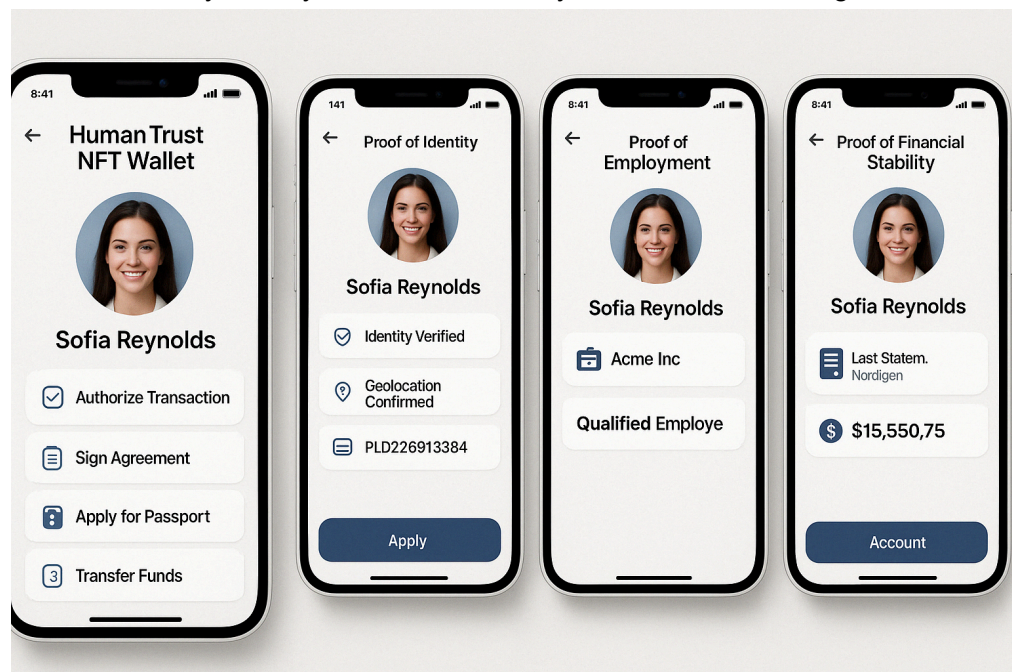 8:41
Human Trust
NFT Wallet
Sofia Reynolds
Authorize Transaction
Sign Agreement
Apply for Passport
3
Transfer Funds
141
Proof of Identity
Sofia Reynolds
Identity Verified
?
Geolocation
Confirmed
PLD226913384
Apply
8:41
Proof of
Employment
Sofia Reynolds
Acme Inc
Qualified Employe
8:41
Proof of Financial
Stability
Sofia Reynolds
Last Statem.
Nordigen
$ $15,550,75
Account